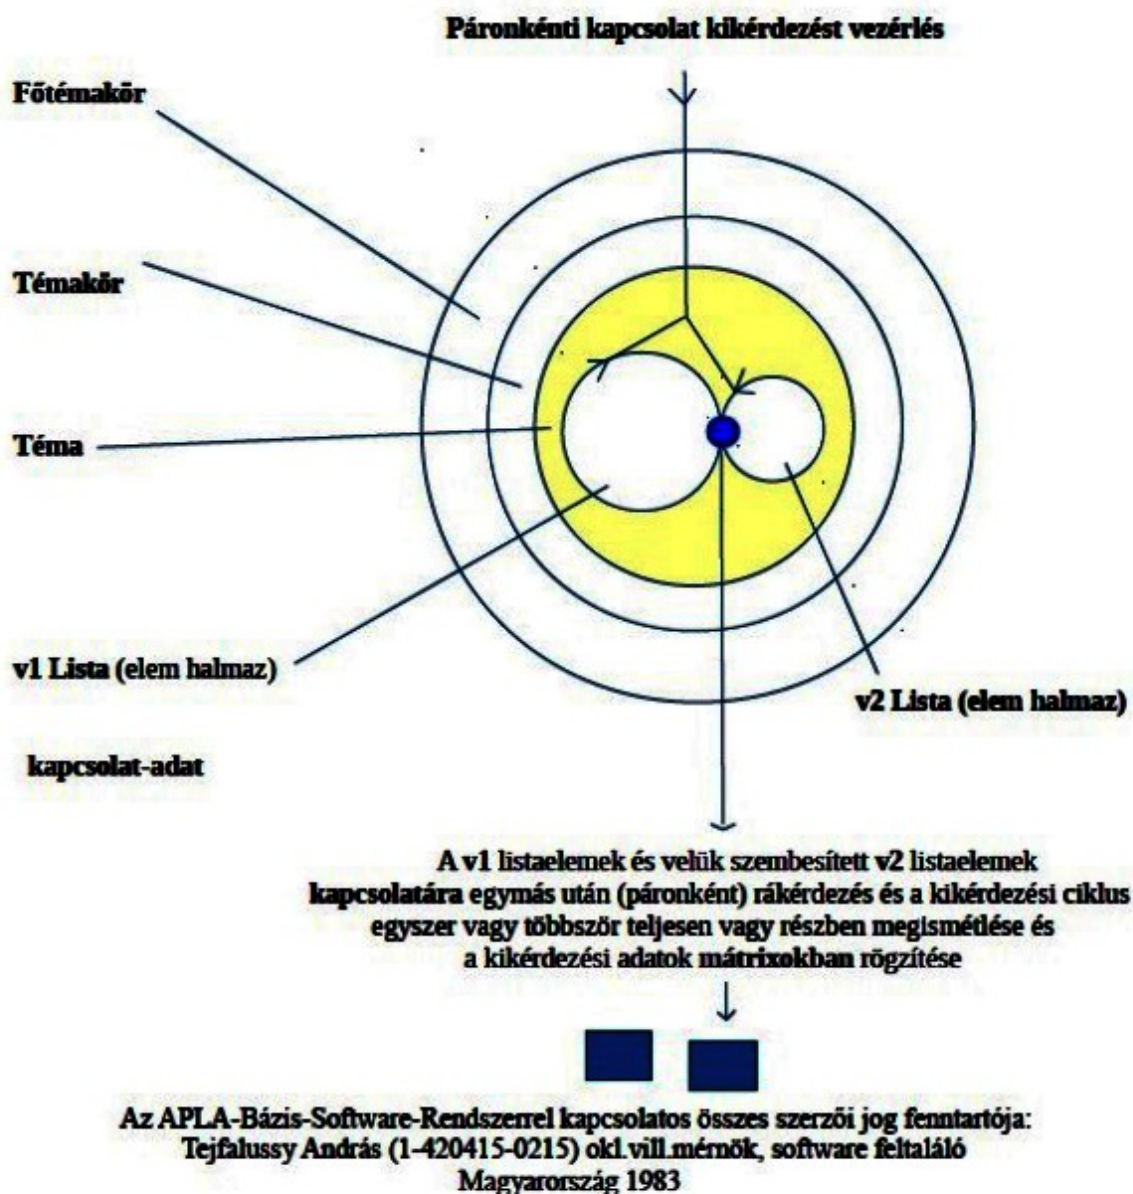 Páronkénti kapcsolat kikérdezést vezérlés
Főtémakör
Témakör
Téma
v1 Lista (elem halmaz)
v2 Lista (elem halmaz)
kapcsolat-adat
A v1 listaelemek és velük szembesített v2 listaelemek
kapcsolatára egymás után (páronként) rákérdezés és a kikérdezési ciklus
egyszer vagy többször teljesen vagy részben megismétlése és
a kikérdezési adatok mátrixokban rögzítése
Az APLA-Bázis-Software-Rendszerrel kapcsolatos összes szerzői jog fenntartója:
Tejfalussy András (1-420415-0215) okl.vill.mérnök, software feltaláló
Magyarország 1983